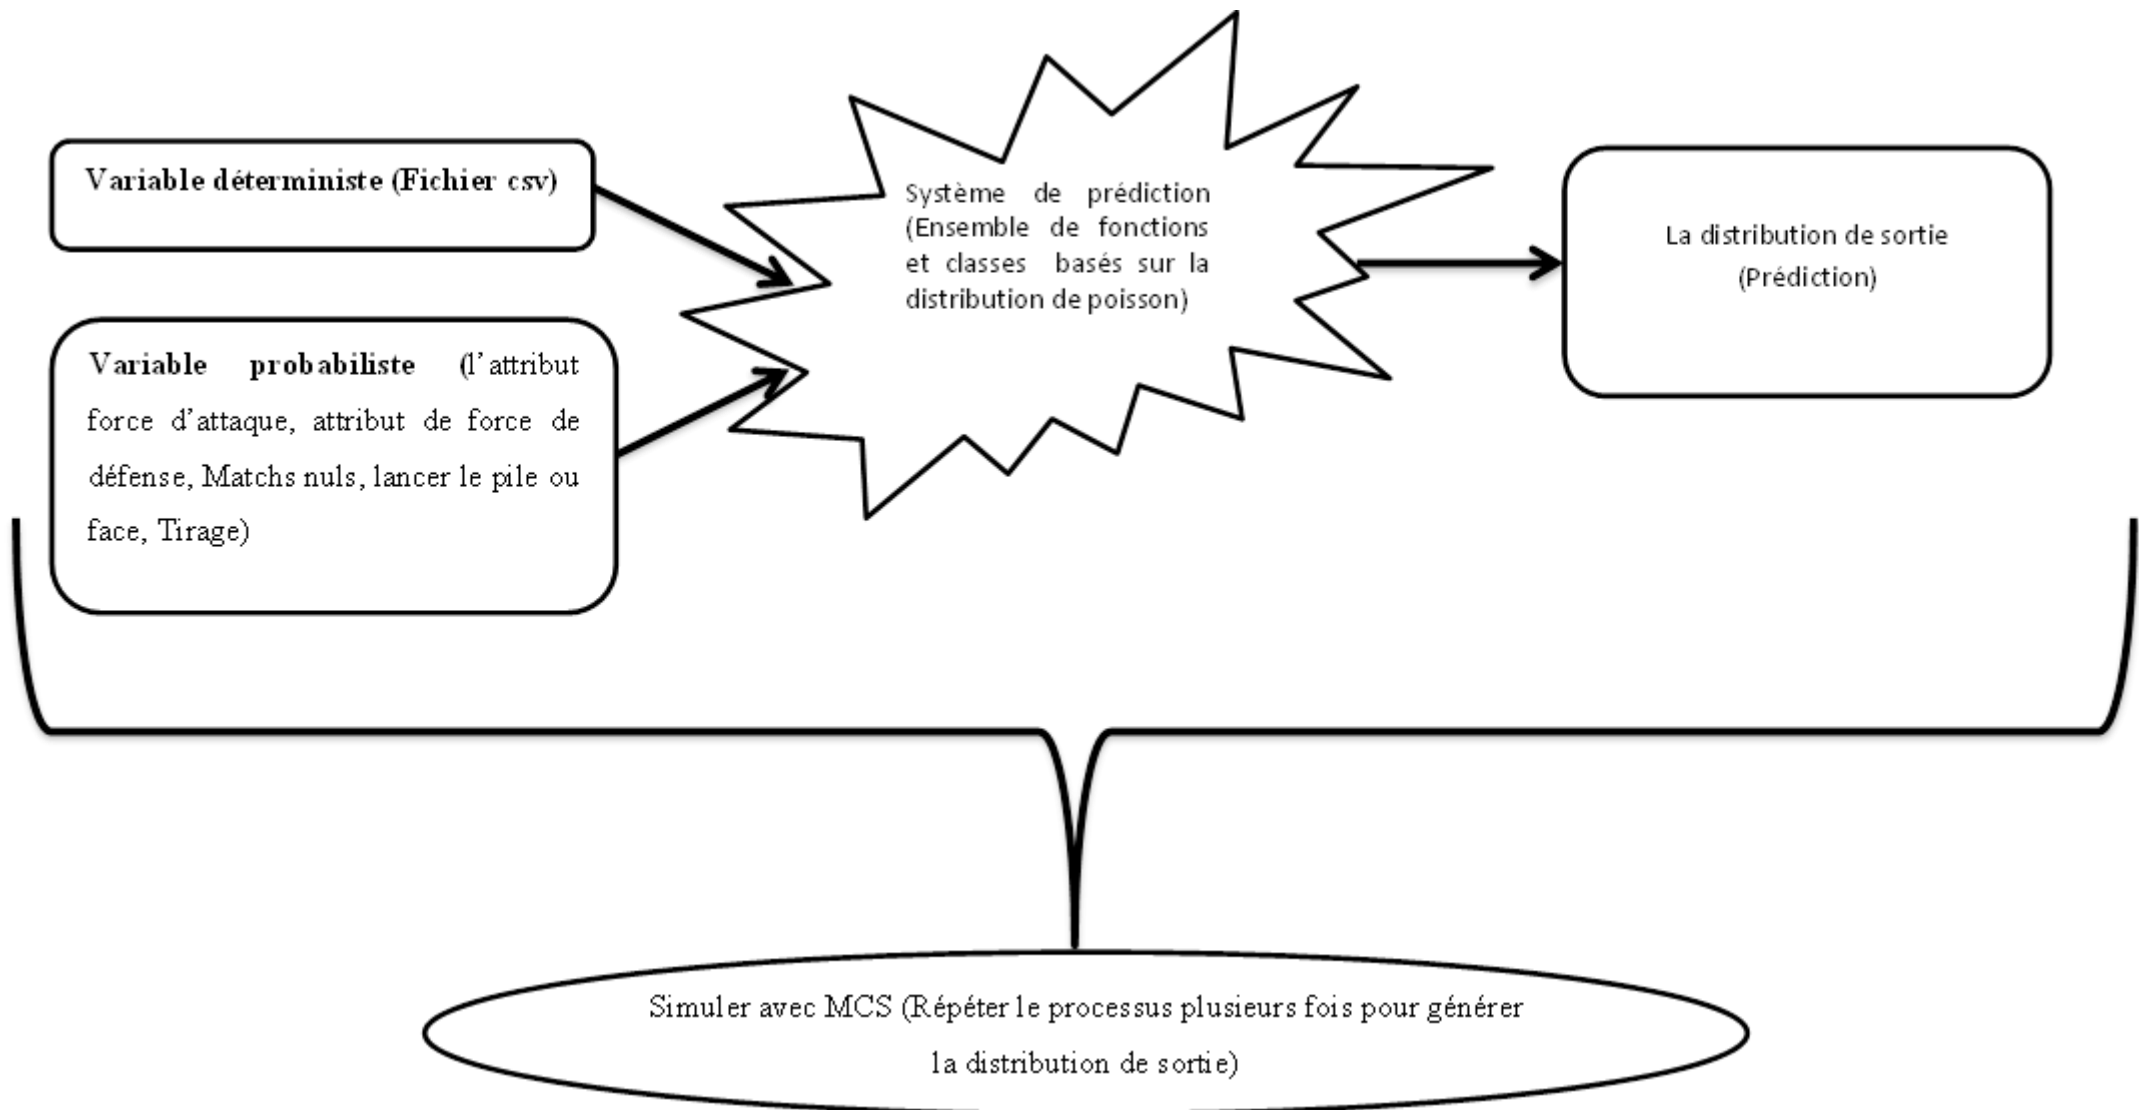 Variable déterministe (Fichier csv)
Variable probabiliste (l'attribut
force d'attaque, attribut de force de
défense, Matchs nuls, lancer le pile ou
face, Tirage)
Système de prédiction
(Ensemble de fonctions
et classes basés sur la
distribution de poisson)
La distribution de sortie
(Prédiction)
Simuler avec MCS (Répéter le processus plusieurs fois pour générer
la distribution de sortie)